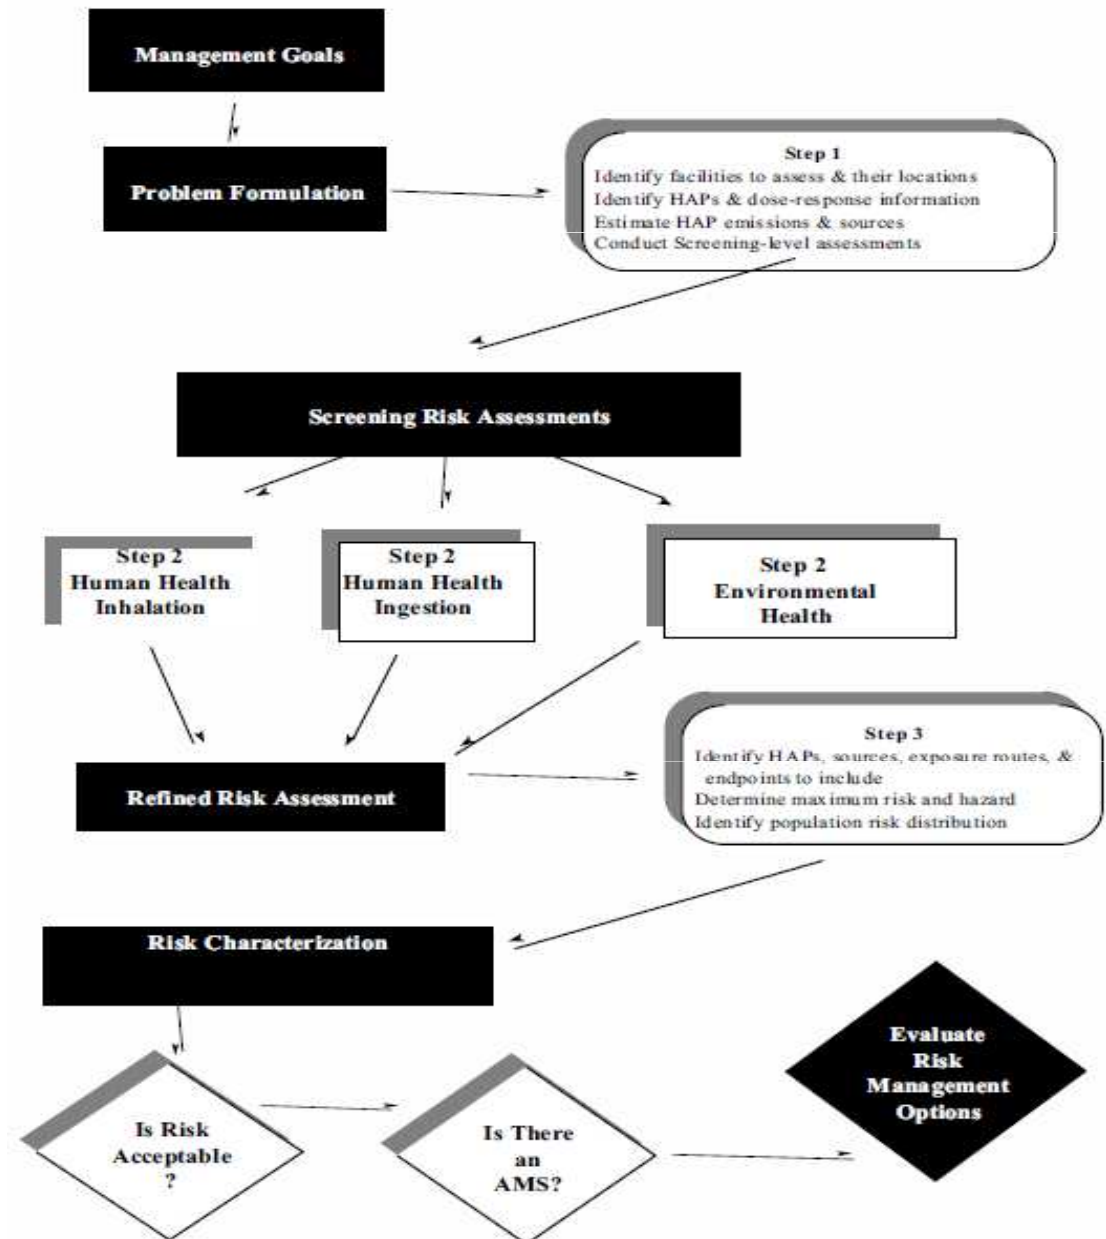 Management Goals
Problem Formulation
Step 1
Identify facilities to assess & their locations
Identify HAPs & dose-response information
Estimate HAP emissions & sources
Conduct Screening-level assessments
Screening Risk Assessments
Step 2
Human Health
Inhalation
Step 2
Human Health
Ingestion
Step 2
Environmental
Health
Refined Risk Assessment
Step 3
Identify HAPs, sources, exposure routes, &
endpoints to include
Determine maximum risk and hazard
Identify population risk distribution
Risk Characterization
Is Risk
Acceptable
?
Is There
an
AMS?
Evaluate
Risk
Management
Options